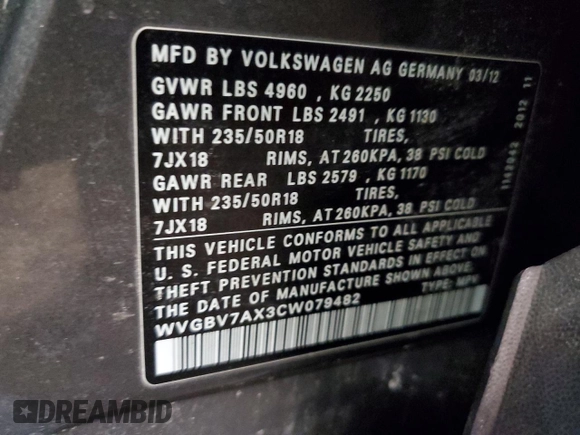 MFD BY VOLKSWAGEN AG GERMANY 03/12
GVWR LBS 4960 , KG 2250
GAWR FRONT LBS 2491 , KG 1130
WITH 235/50R18 TIRES,
7JX18 RIMS, AT 260KPA, 38 PSI COLD
GAWR REAR LBS 2579 , KG 1170
WITH 235/50R18 TIRES,
7JX18 RIMS, AT 260KPA, 38 PSI COLD
THIS VEHICLE CONFORMS TO ALL APPLICABLE
U. S. FEDERAL MOTOR VEHICLE SAFETY AND
THEFT PREVENTION STANDARDS IN EFFECT ON
THE DATE OF MANUFACTURE SHOWN ABOVE.
WVGBV7AX3CW079482 TYPE: MPV
2012 11
DREAMBID